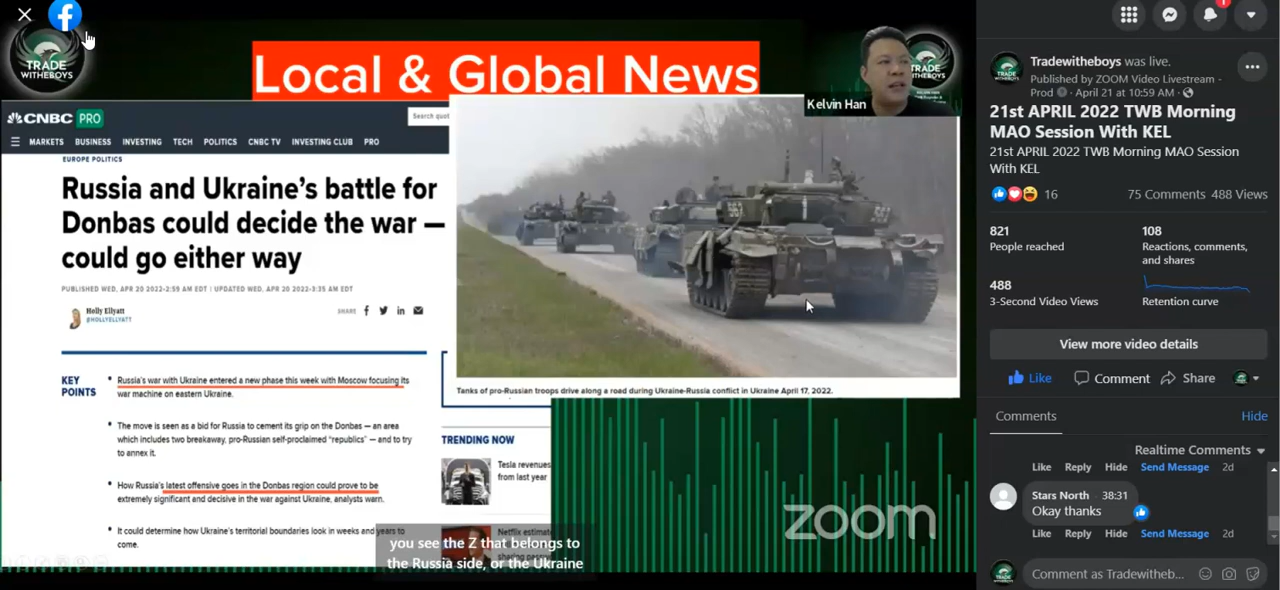 TRADE
WITHEBOYS
Local & Global News
Kelvin Han
CNBC PRO
Search quot
MARKETS BUSINESS INVESTING TECH POLITICS CNBC TV INVESTING CLUB PRO
EUROPE POLITICS
Russia and Ukraine's battle for
Donbas could decide the war —
could go either way
PUBLISHED WED, APR 20 2022•2:59 AM EDT | UPDATED WED, APR 20 2022•3:35 AM EDT
Holly Ellyatt
@HOLLYELLYATT
SHARE
KEY
POINTS
Russia's war with Ukraine entered a new phase this week with Moscow focusing its
war machine on eastern Ukraine.
The move is seen as a bid for Russia to cement its grip on the Donbas — an area
which includes two breakaway, pro-Russian self-proclaimed "republics" — and to try
to annex it.
How Russia's latest offensive goes in the Donbas region could prove to be
extremely significant and decisive in the war against Ukraine, analysts warn.
It could determine how Ukraine's territorial boundaries look in weeks and years to
come.
Tanks of pro-Russian troops drive along a road during Ukraine-Russia conflict in Ukraine April 17, 2022.
TRENDING NOW
Tesla revenues
from last year
Netflix estimat
sharing
you see the Z that belongs to
the Russia side, or the Ukraine
zoom
1
Tradewitheboys was live.
Published by ZOOM Video Livestream -
Prod · April 21 at 10:59 AM ·
21st APRIL 2022 TWB Morning
MAO Session With KEL
21st APRIL 2022 TWB Morning MAO Session
With KEL
16
75 Comments 488 Views
821
People reached
108
Reactions, comments,
and shares
488
3-Second Video Views
Retention curve
View more video details
Like Comment Share
Comments
Hide
Realtime Comments
Like Reply Hide Send Message 2d
Stars North · 38:31
Okay thanks
Like Reply Hide Send Message 2d
Comment as Tradewitheb...